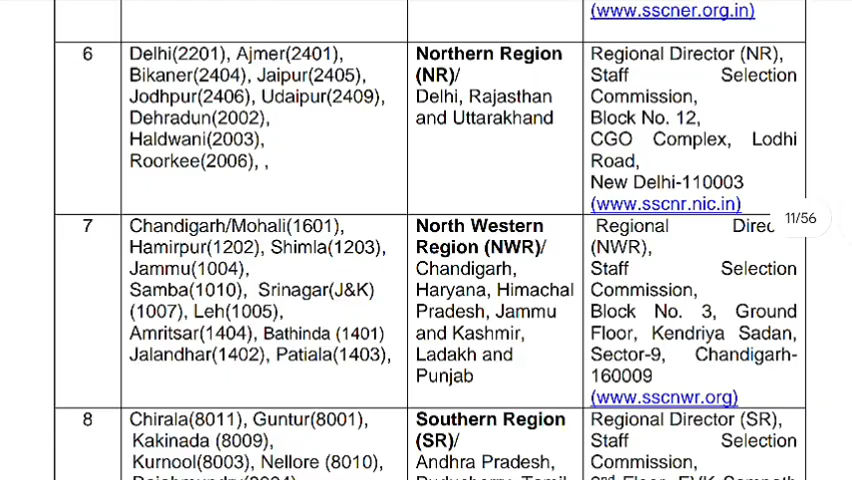 (www.sscner.org.in)
6
Delhi(2201), Ajmer(2401),
Bikaner(2404), Jaipur(2405),
Jodhpur(2406), Udaipur(2409),
Dehradun(2002),
Haldwani(2003),
Roorkee(2006), ,
Northern Region
(NR)/
Delhi, Rajasthan
and Uttarakhand
Regional Director (NR),
Staff Selection
Commission,
Block No. 12,
CGO Complex, Lodhi
Road,
New Delhi-110003
(www.sscnr.nic.in)
11/56
7
Chandigarh/Mohali(1601),
Hamirpur(1202), Shimla(1203),
Jammu(1004),
Samba(1010), Srinagar(J&K)
(1007), Leh(1005),
Amritsar(1404), Bathinda (1401)
Jalandhar(1402), Patiala(1403),
North Western
Region (NWR)/
Chandigarh,
Haryana, Himachal
Pradesh, Jammu
and Kashmir,
Ladakh and
Punjab
Regional
(NWR),
Staff Selection
Commission,
Block No. 3, Ground
Floor, Kendriya Sadan,
Sector-9, Chandigarh-
160009
(www.sscnwr.org)
8
Chirala(8011), Guntur(8001),
Kakinada (8009),
Kurnool(8003), Nellore (8010),
Southern Region
(SR)/
Andhra Pradesh,
Regional Director (SR),
Staff Selection
Commission,